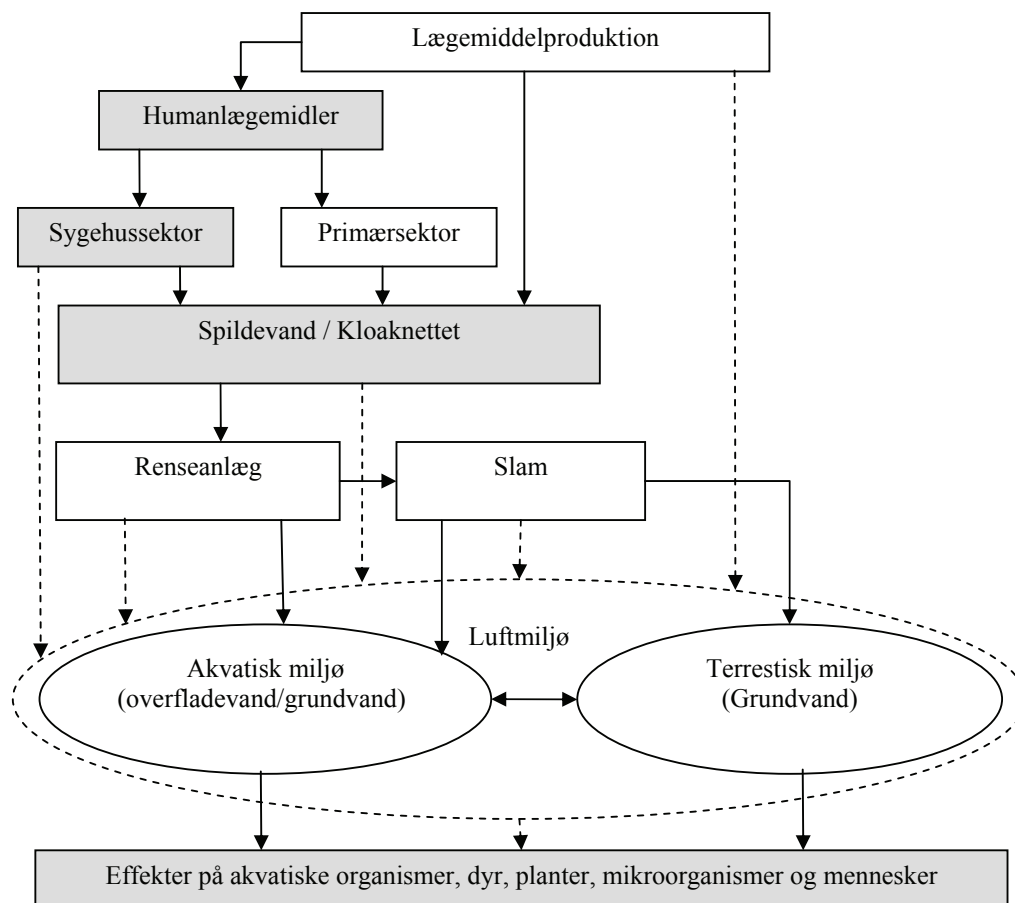 Lægemiddelproduktion
Humanlægemidler
Sygehussektor
Primærsektor
Spildevand / Kloaknettet
Renseanlæg
Slam
Luftmiljø
Akvatisk miljø
(overfladevand/grundvand)
Terrestisk miljø
(Grundvand)
Effekter på akvatiske organismer, dyr, planter, mikroorganismer og mennesker